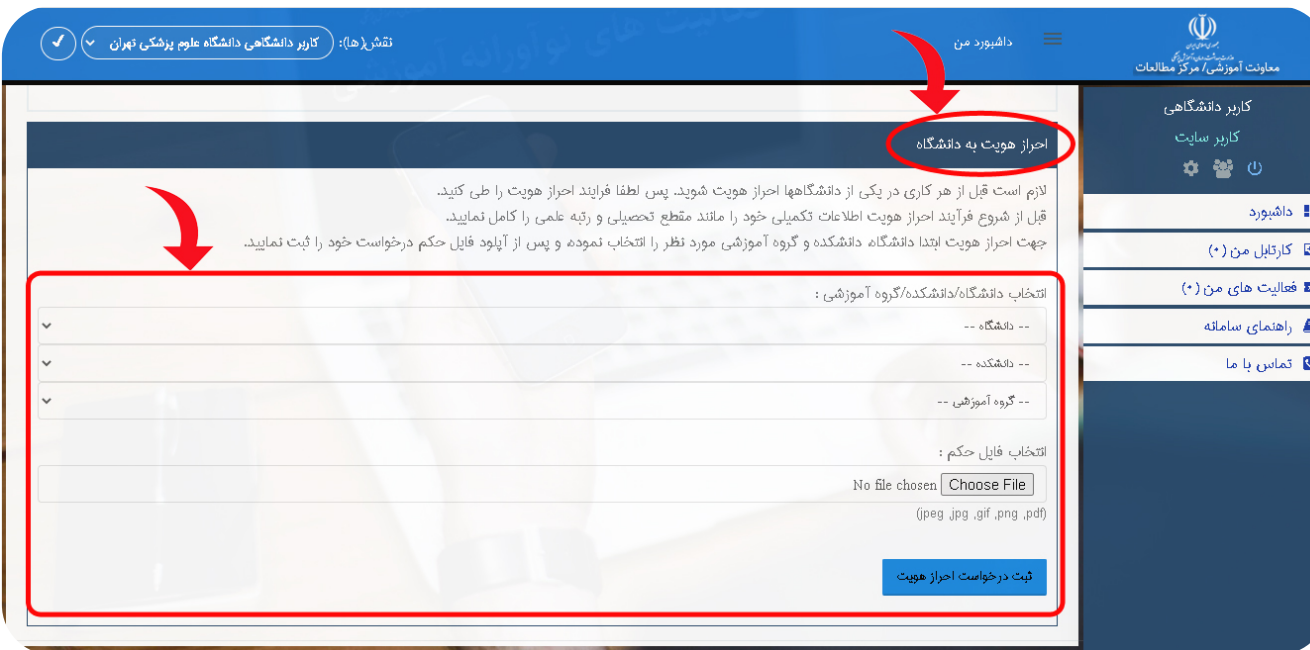 معاونت آموزشی/ مرکز مطالعات
داشبورد من
نقش(ها):
کاربر دانشگاهی دانشگاه علوم پزشکی تهران
کاربر دانشگاهی
کاربر سایت
داشبورد
کارتابل من (۰)
فعالیت های من (۰)
راهنمای سامانه
تماس با ما
فعالیت های نوآورانه آموزشی
احراز هویت به دانشگاه
لازم است قبل از هر کاری در یکی از دانشگاهها احراز هویت شوید. پس لطفا فرایند احراز هویت را طی کنید.
قبل از شروع فرآیند احراز هویت اطلاعات تکمیلی خود را مانند مقطع تحصیلی و رتبه علمی را کامل نمایید.
جهت احراز هویت ابتدا دانشگاه، دانشکده و گروه آموزشی مورد نظر را انتخاب نموده، و پس از آپلود فایل حکم درخواست خود را ثبت نمایید.
انتخاب دانشگاه/دانشکده/گروه آموزشی :
-- دانشگاه --
-- دانشکده --
-- گروه آموزشی --
انتخاب فایل حکم :
Choose File No file chosen
(jpeg ,jpg ,gif ,png ,pdf)
ثبت درخواست احراز هویت